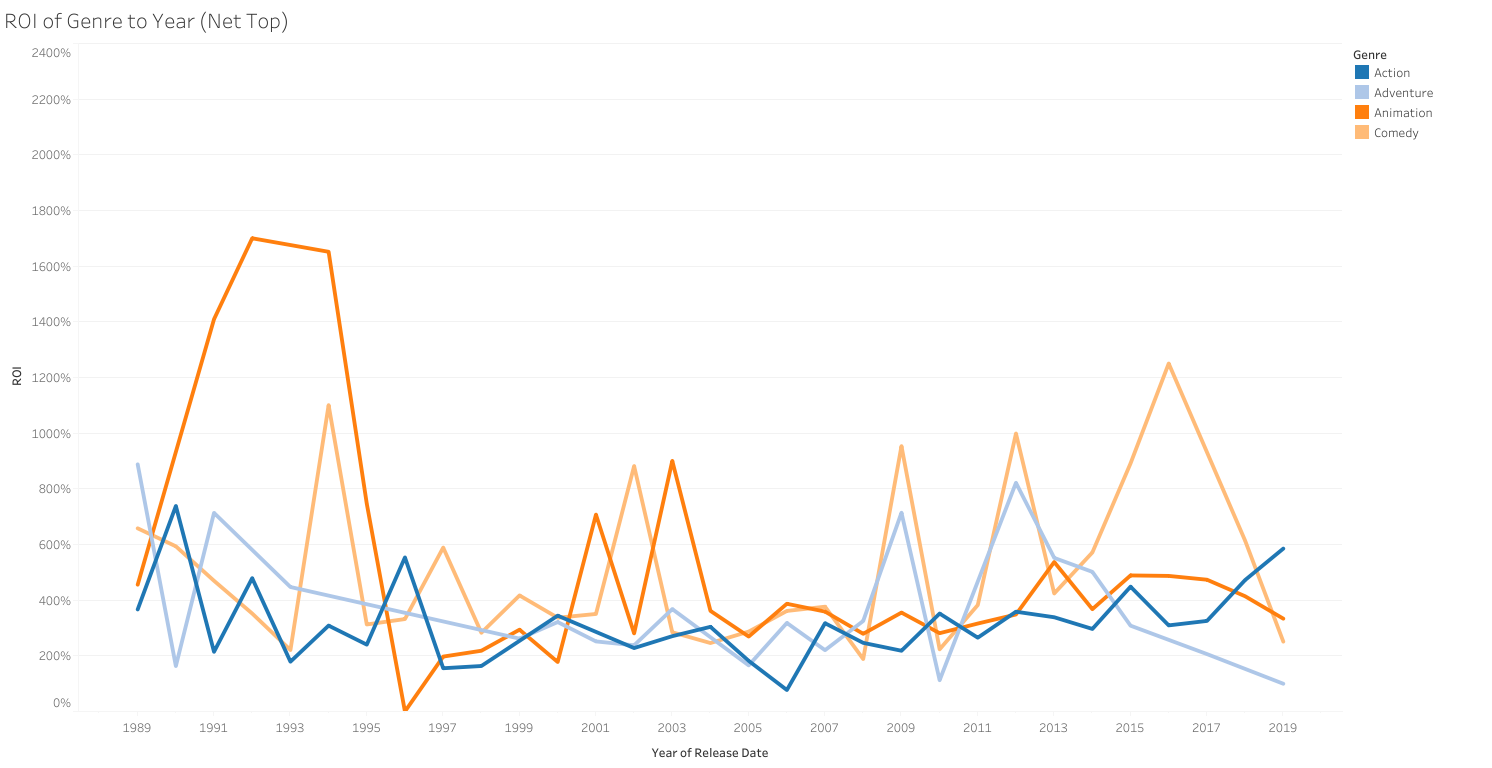 ROI of Genre to Year (Net Top)
2400%
2200%
2000%
1800%
1600%
1400%
1200%
1000%
800%
600%
400%
200%
0%
ROI
1989 1991 1993 1995 1997 1999 2001 2003 2005 2007 2009 2011 2013 2015 2017 2019
Year of Release Date
Genre
Action
Adventure
Animation
Comedy